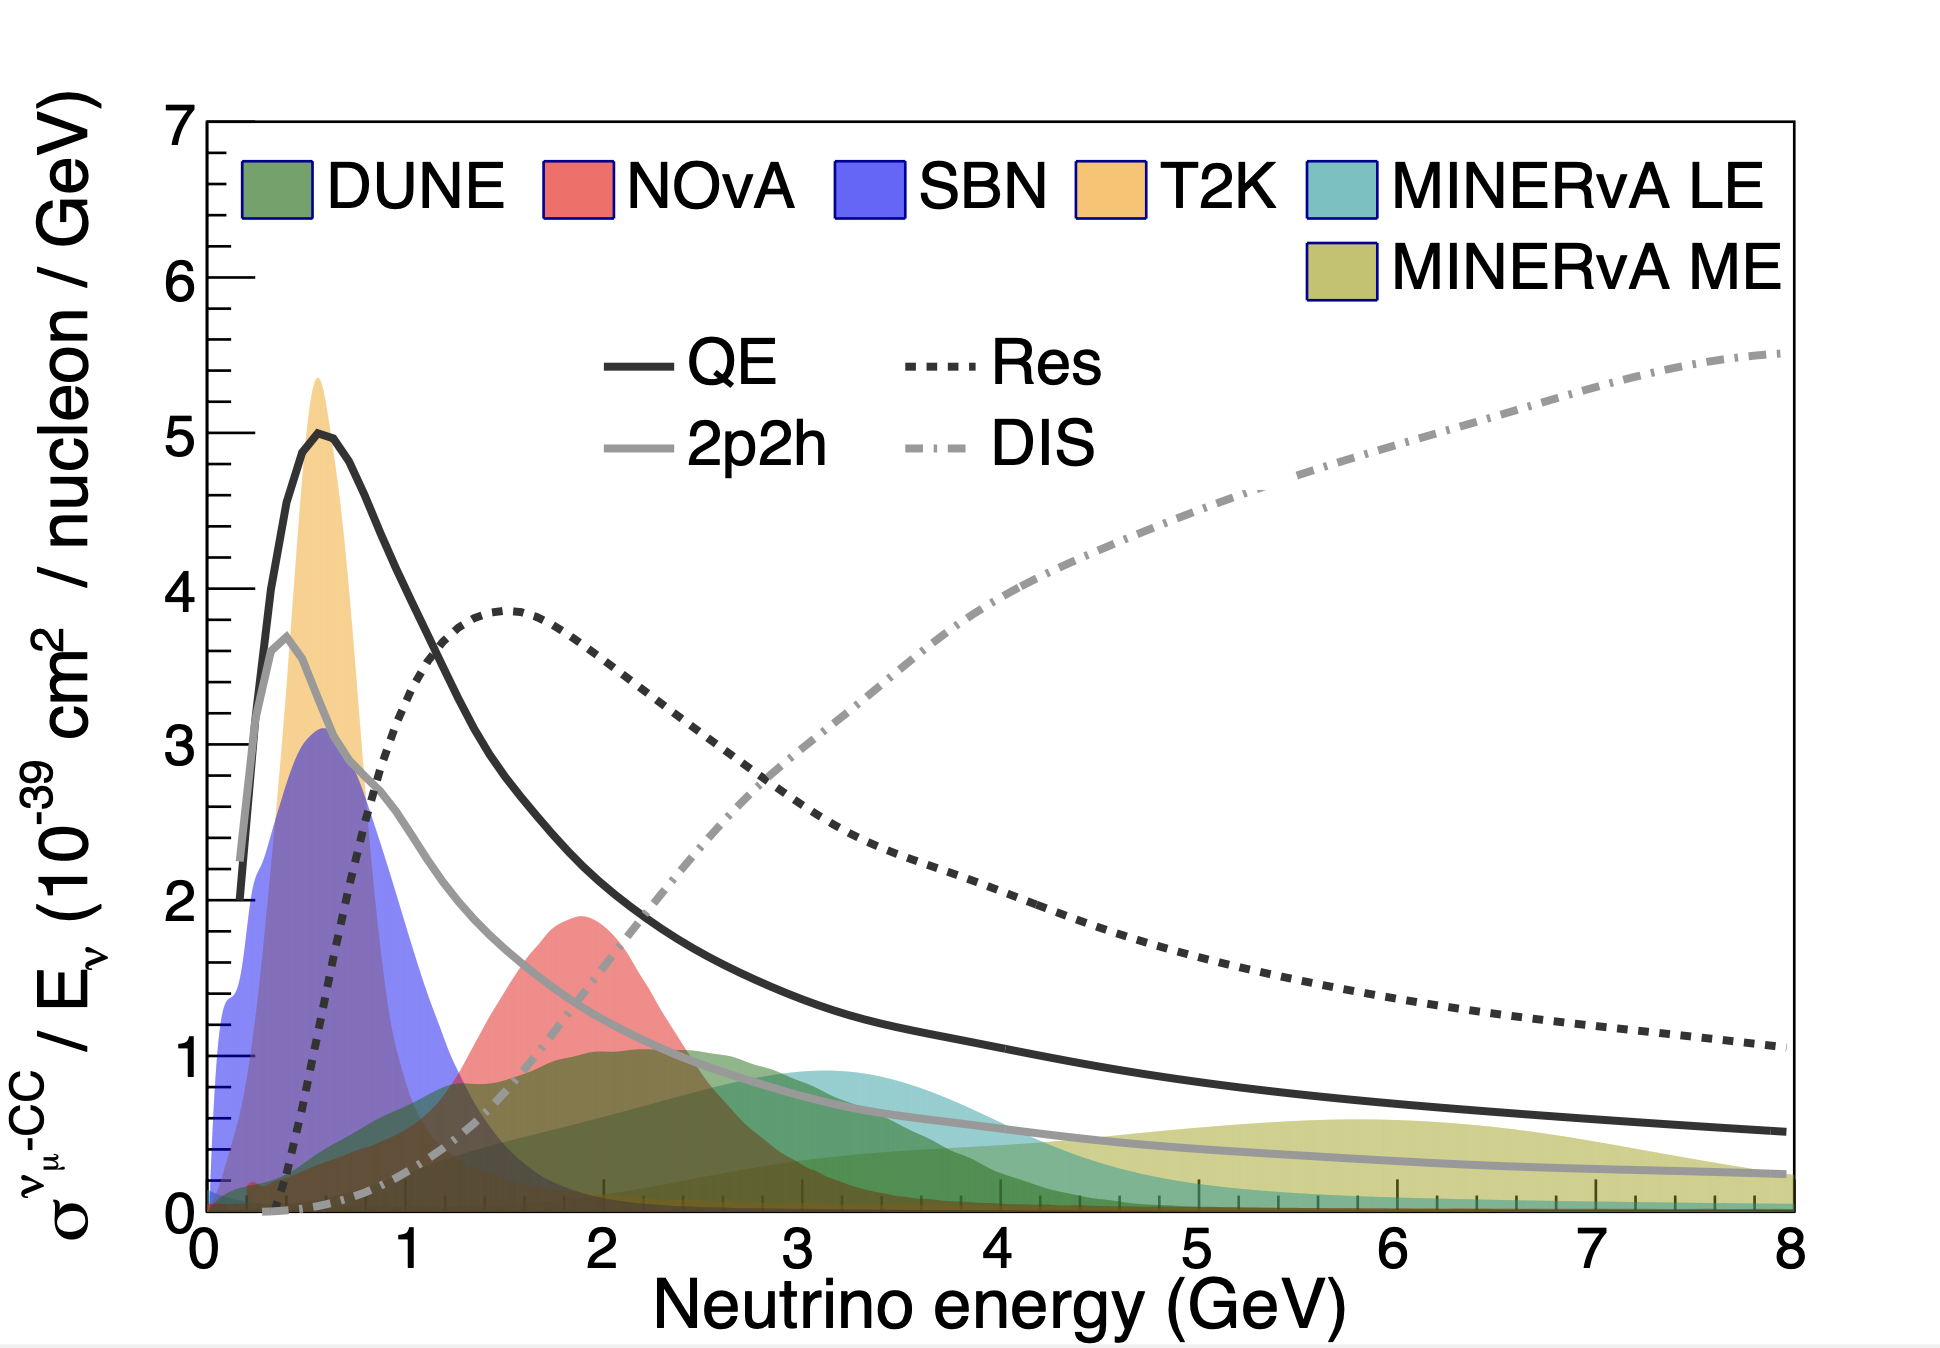 7
6
5
4
3
2
1
0
σ^νμ-CC / Eν (10^-39 cm^2 / nucleon / GeV)
DUNE NOvA SBN T2K MINERvA LE
MINERvA ME
QE Res
2p2h DIS
0 1 2 3 4 5 6 7 8
Neutrino energy (GeV)